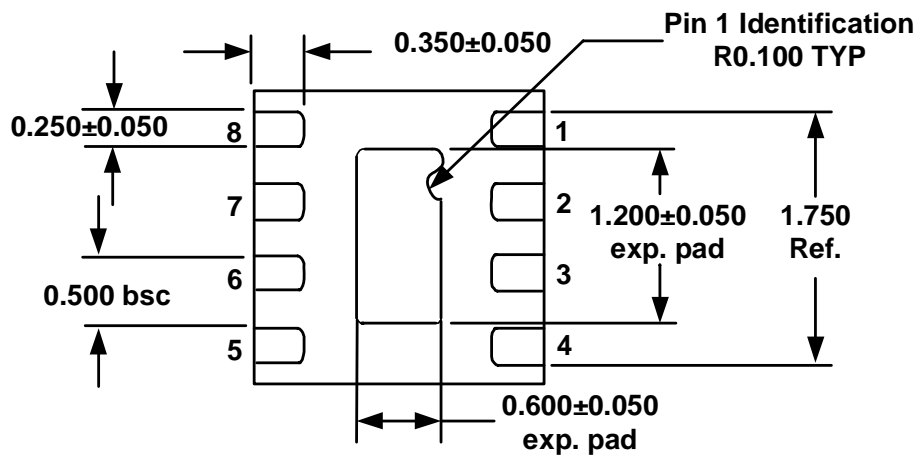 Pin 1 Identification
R0.100 TYP
0.350±0.050
0.250±0.050
8
1
7
2
1.200±0.050
exp. pad
1.750
Ref.
6
3
0.500 bsc
5
4
0.600±0.050
exp. pad